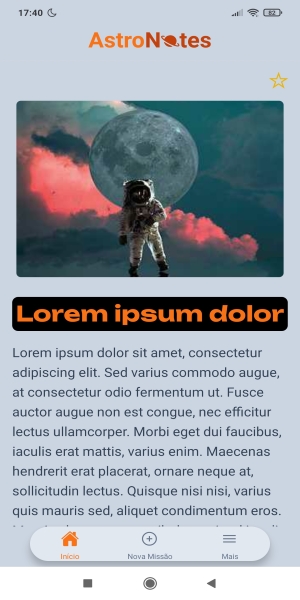 17:40
82
AstroNotes
Lorem ipsum dolor
Lorem ipsum dolor sit amet, consectetur
adipiscing elit. Sed varius commodo augue,
at consectetur odio fermentum ut. Fusce
auctor augue non est congue, nec efficitur
lectus ullamcorper. Morbi eget dui faucibus,
iaculis erat mattis, varius enim. Maecenas
hendrerit erat placerat, ornare neque at,
sollicitudin lectus. Quisque nisi nisi, varius
quis mauris sed, aliquet condimentum eros.
Início
Nova Missão
Mais